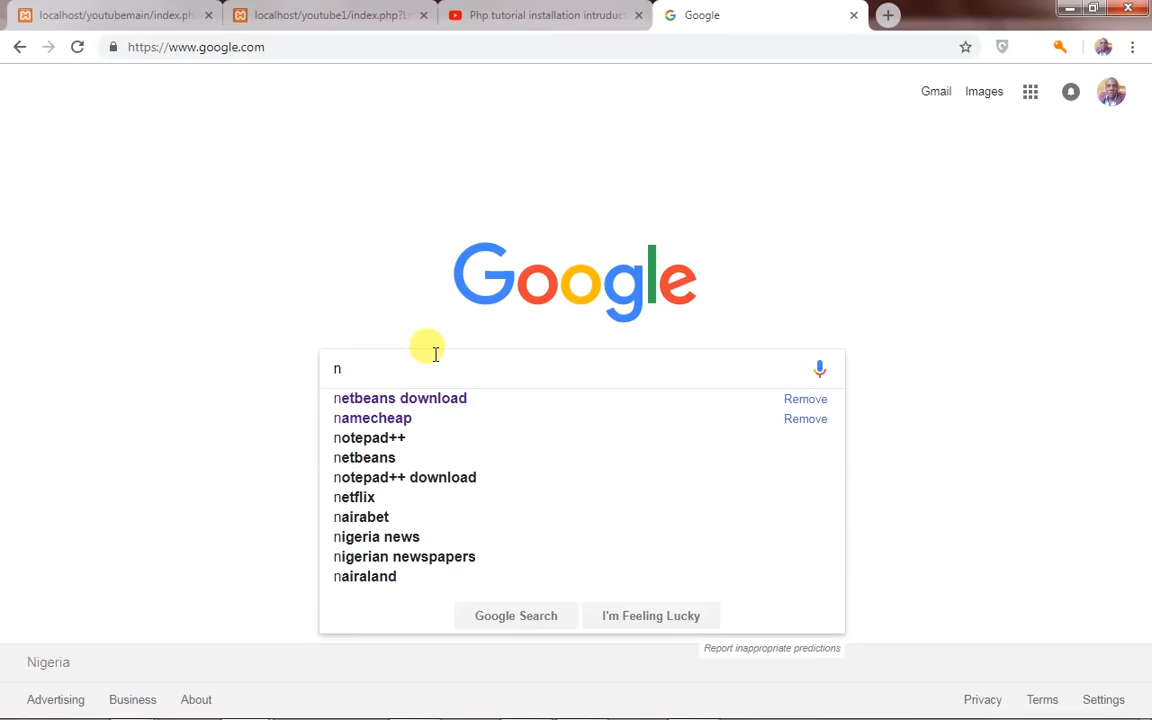 localhost/youtubemain/index.ph
localhost/youtube1/index.php?
Php tutorial installation intruduc
Google
https://www.google.com
Gmail
Images
Google
n
netbeans download
Remove
namecheap
Remove
notepad++
netbeans
notepad++ download
netflix
nairabet
nigeria news
nigerian newspapers
nairaland
Google Search
I'm Feeling Lucky
Report inappropriate predictions
Nigeria
Advertising
Business
About
Privacy
Terms
Settings